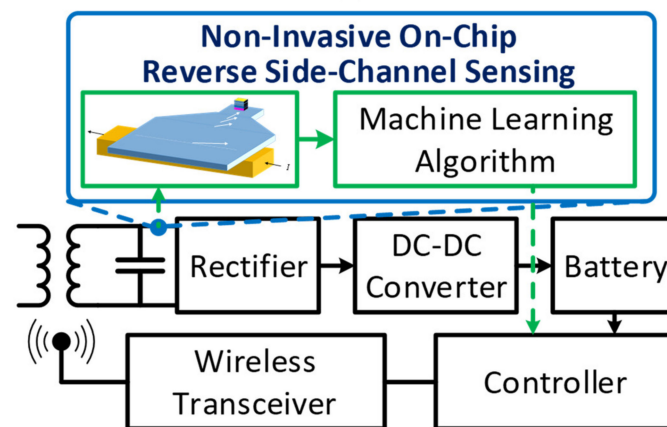 Non-Invasive On-Chip
Reverse Side-Channel Sensing
I
Machine Learning
Algorithm
Rectifier
DC-DC
Converter
Battery
Wireless
Transceiver
Controller